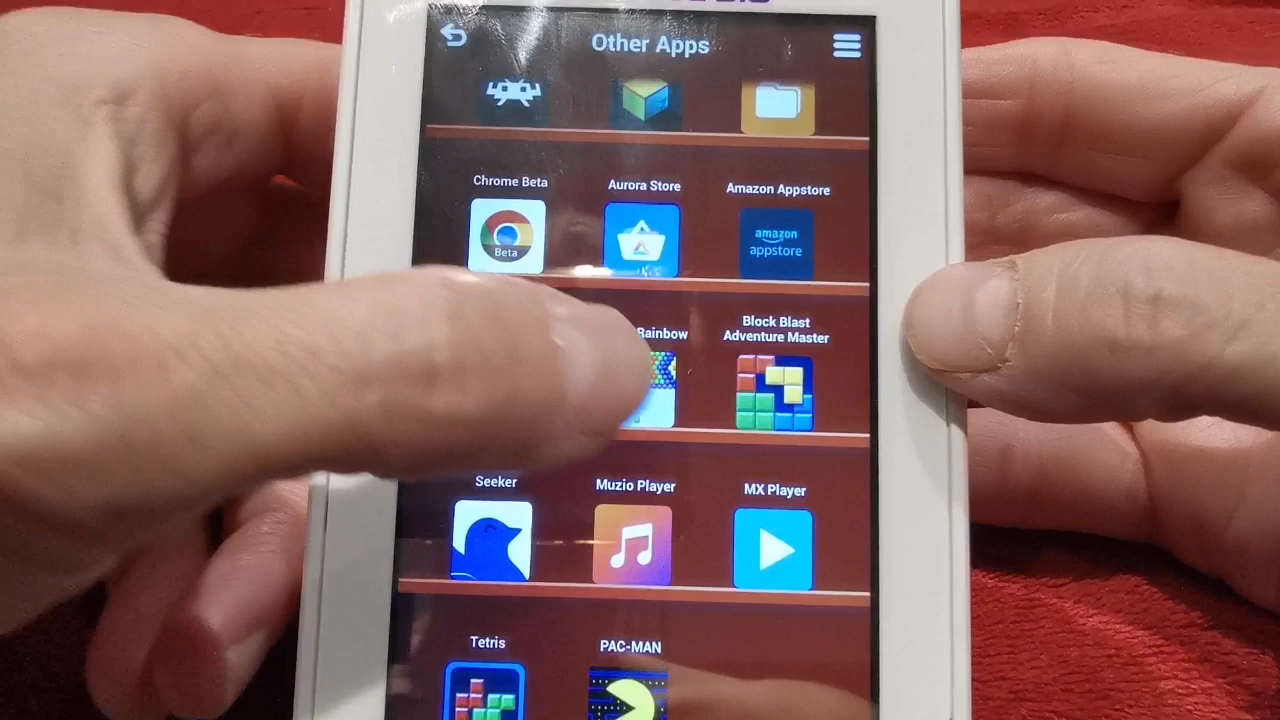 Other Apps
Chrome Beta
Aurora Store
Amazon Appstore
Beta
amazon
appstore
Rainbow
Block Blast
Adventure Master
Seeker
Muzio Player
MX Player
Tetris
PAC-MAN